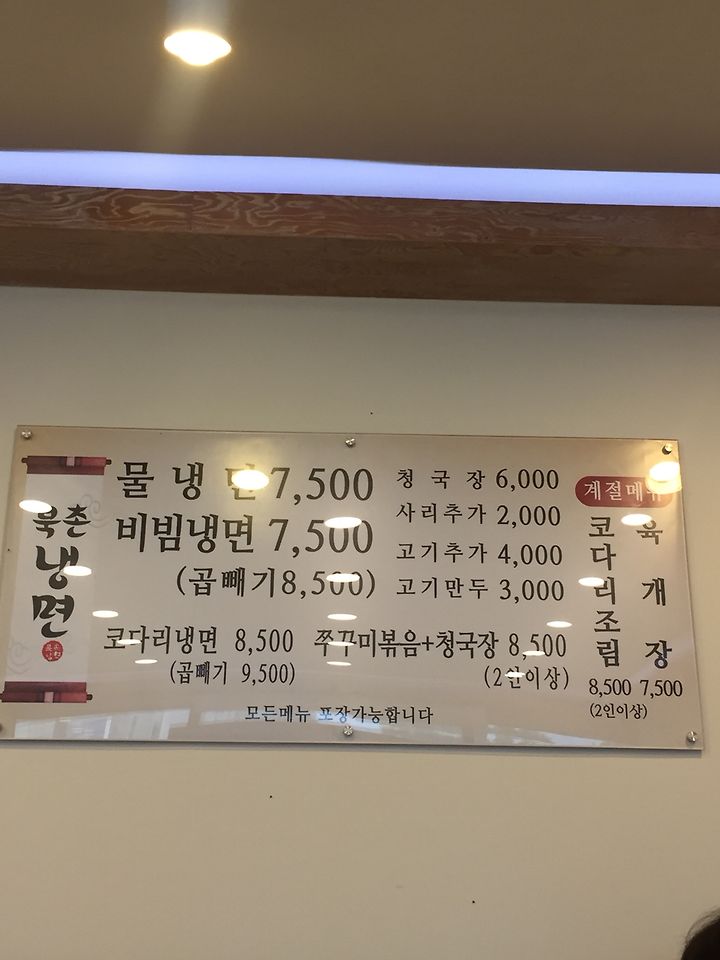 북촌
냉면
물냉면 7,500
비빔냉면 7,500
(곱빼기8,500)
코다리냉면 8,500
(곱빼기 9,500)
청국장 6,000
사리추가 2,000
고기추가 4,000
고기만두 3,000
쭈꾸미볶음+청국장 8,500
(2인이상)
계절메뉴
코다리조림
8,500
(2인이상)
육개장
7,500
모든메뉴 포장가능합니다